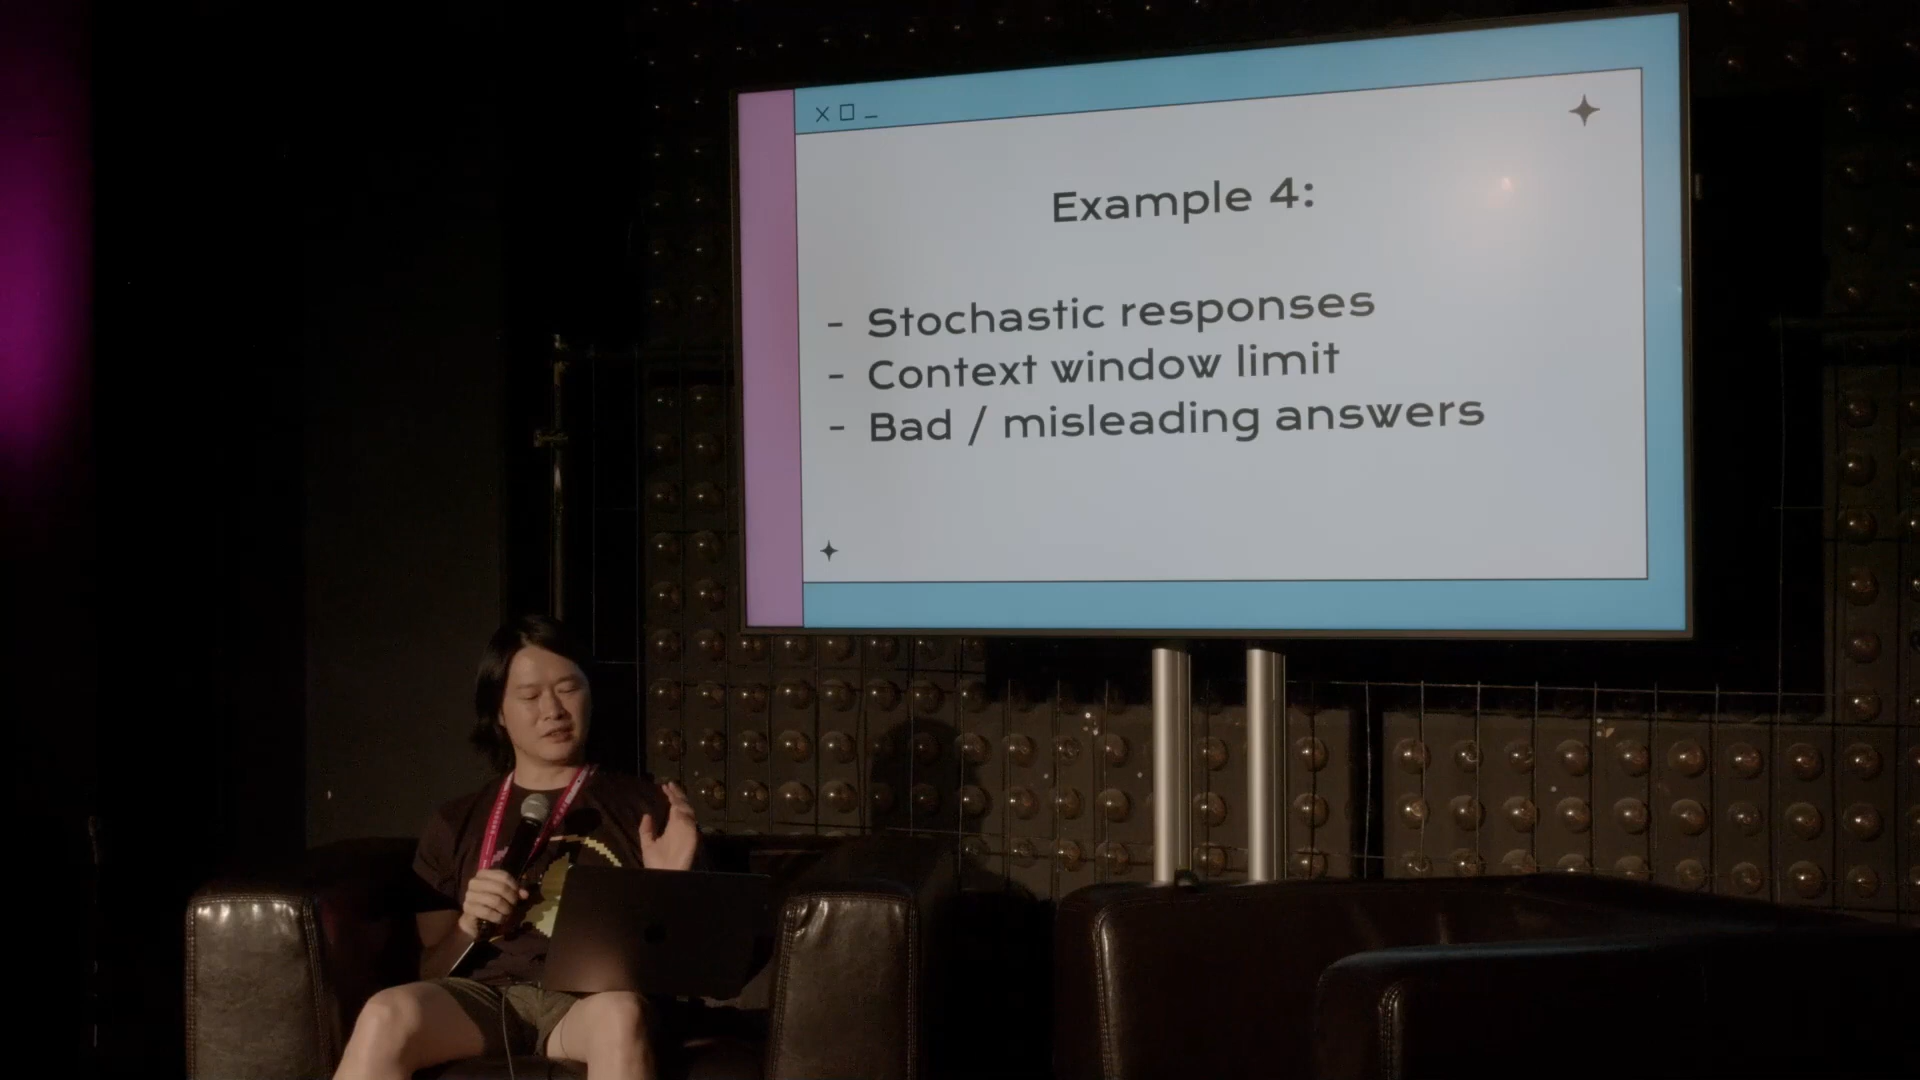 Example 4:
- Stochastic responses
- Context window limit
- Bad / misleading answers